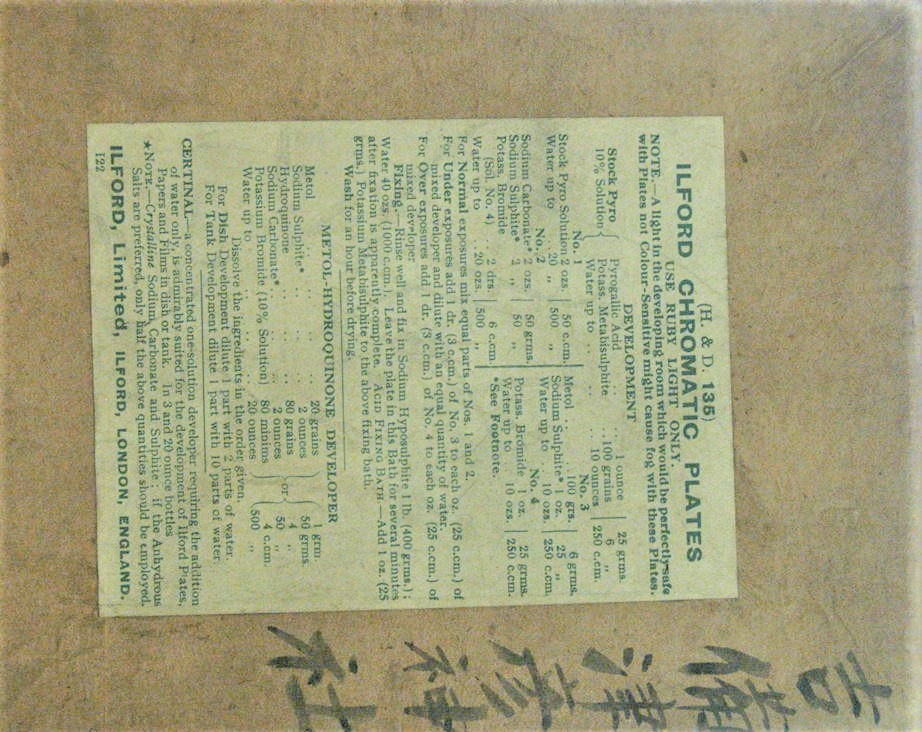 (H. & D. 135)
ILFORD CHROMATIC PLATES
USE RUBY LIGHT ONLY.
NOTE.—A light in the developing room which would be perfectly safe
with Plates not Colour-Sensitive might cause fog with these Plates.
DEVELOPMENT
Stock Pyro
10% Solution
Pyrogallic Acid .. 1 ounce 25 grms.
Potass. Metabisulphite .. 100 grains 6 „
Water up to .. 10 ounces 250 c.cm.
No. 1
Stock Pyro Solution 2 ozs. 50 c.cm.
Water up to .. 20 „ 500 „
No. 2
Sodium Carbonate* 2 ozs. 50 grms.
Sodium Sulphite* 2 „ 50 „
Potass. Bromide
(Sol. No. 4) .. 2 drs. 6 c.cm.
Water up to .. 20 ozs. 500 „
No. 3
Metol .. 100 grs. 6 grms.
Sodium Sulphite* 1 oz. 25 „
Water up to .. 10 ozs. 250 c.cm.
No. 4
Potass. Bromide 1 oz. 25 grms.
Water up to .. 10 ozs. 250 c.cm.
*See Footnote.
For Normal exposures mix equal parts of Nos. 1 and 2.
For Under exposures add 1 dr. (3 c.cm.) of No. 3 to each oz. (25 c.cm.) of
mixed developer and dilute with an equal quantity of water.
For Over exposures add 1 dr. (3 c.cm.) of No. 4 to each oz. (25 c.cm.) of
mixed developer.
Fixing.—Rinse well and fix in Sodium Hyposulphite 1 lb. (400 grms.);
Water 40 ozs. (1000 c.cm.). Leave the plate in this Bath for several minutes
after fixation is apparently complete. ACID FIXING BATH—Add 1 oz. (25
grms.) Potassium Metabisulphite to the above fixing bath.
Wash for an hour before drying.
METOL-HYDROQUINONE DEVELOPER
Metol .. 20 grains 1 grm.
Sodium Sulphite* .. 2 ounces 50 grms.
Hydroquinone .. 80 grains or 4 „
Sodium Carbonate* .. 2 ounces 50 „
Potassium Bromide (10% Solution) 80 minims 4 c.cm.
Water up to .. 20 ounces 500 „
Dissolve the ingredients in the order given,
For Dish Development dilute 1 part with 2 parts of water.
For Tank Development dilute 1 part with 10 parts of water.
CERTINAL—a concentrated one-solution developer requiring the addition
of water only, is admirably suited for the development of Ilford Plates,
Papers and Films in dish or tank. In 3 and 20 ounce bottles
★NOTE.—Crystalline Sodium Carbonate and Sulphite; if the Anhydrous
Salts are preferred, only half the above quantities should be employed.
ILFORD, Limited, ILFORD, LONDON, ENGLAND.
122
吉備津彦神社